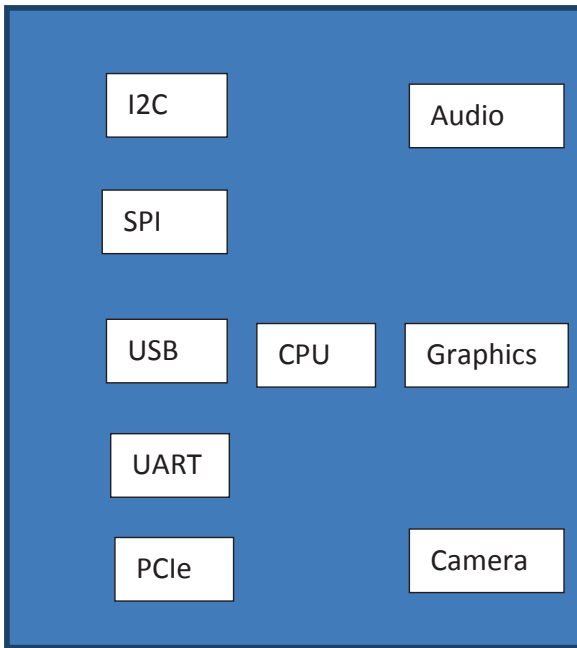 I2C
Audio
SPI
USB
CPU
Graphics
UART
PCIe
Camera